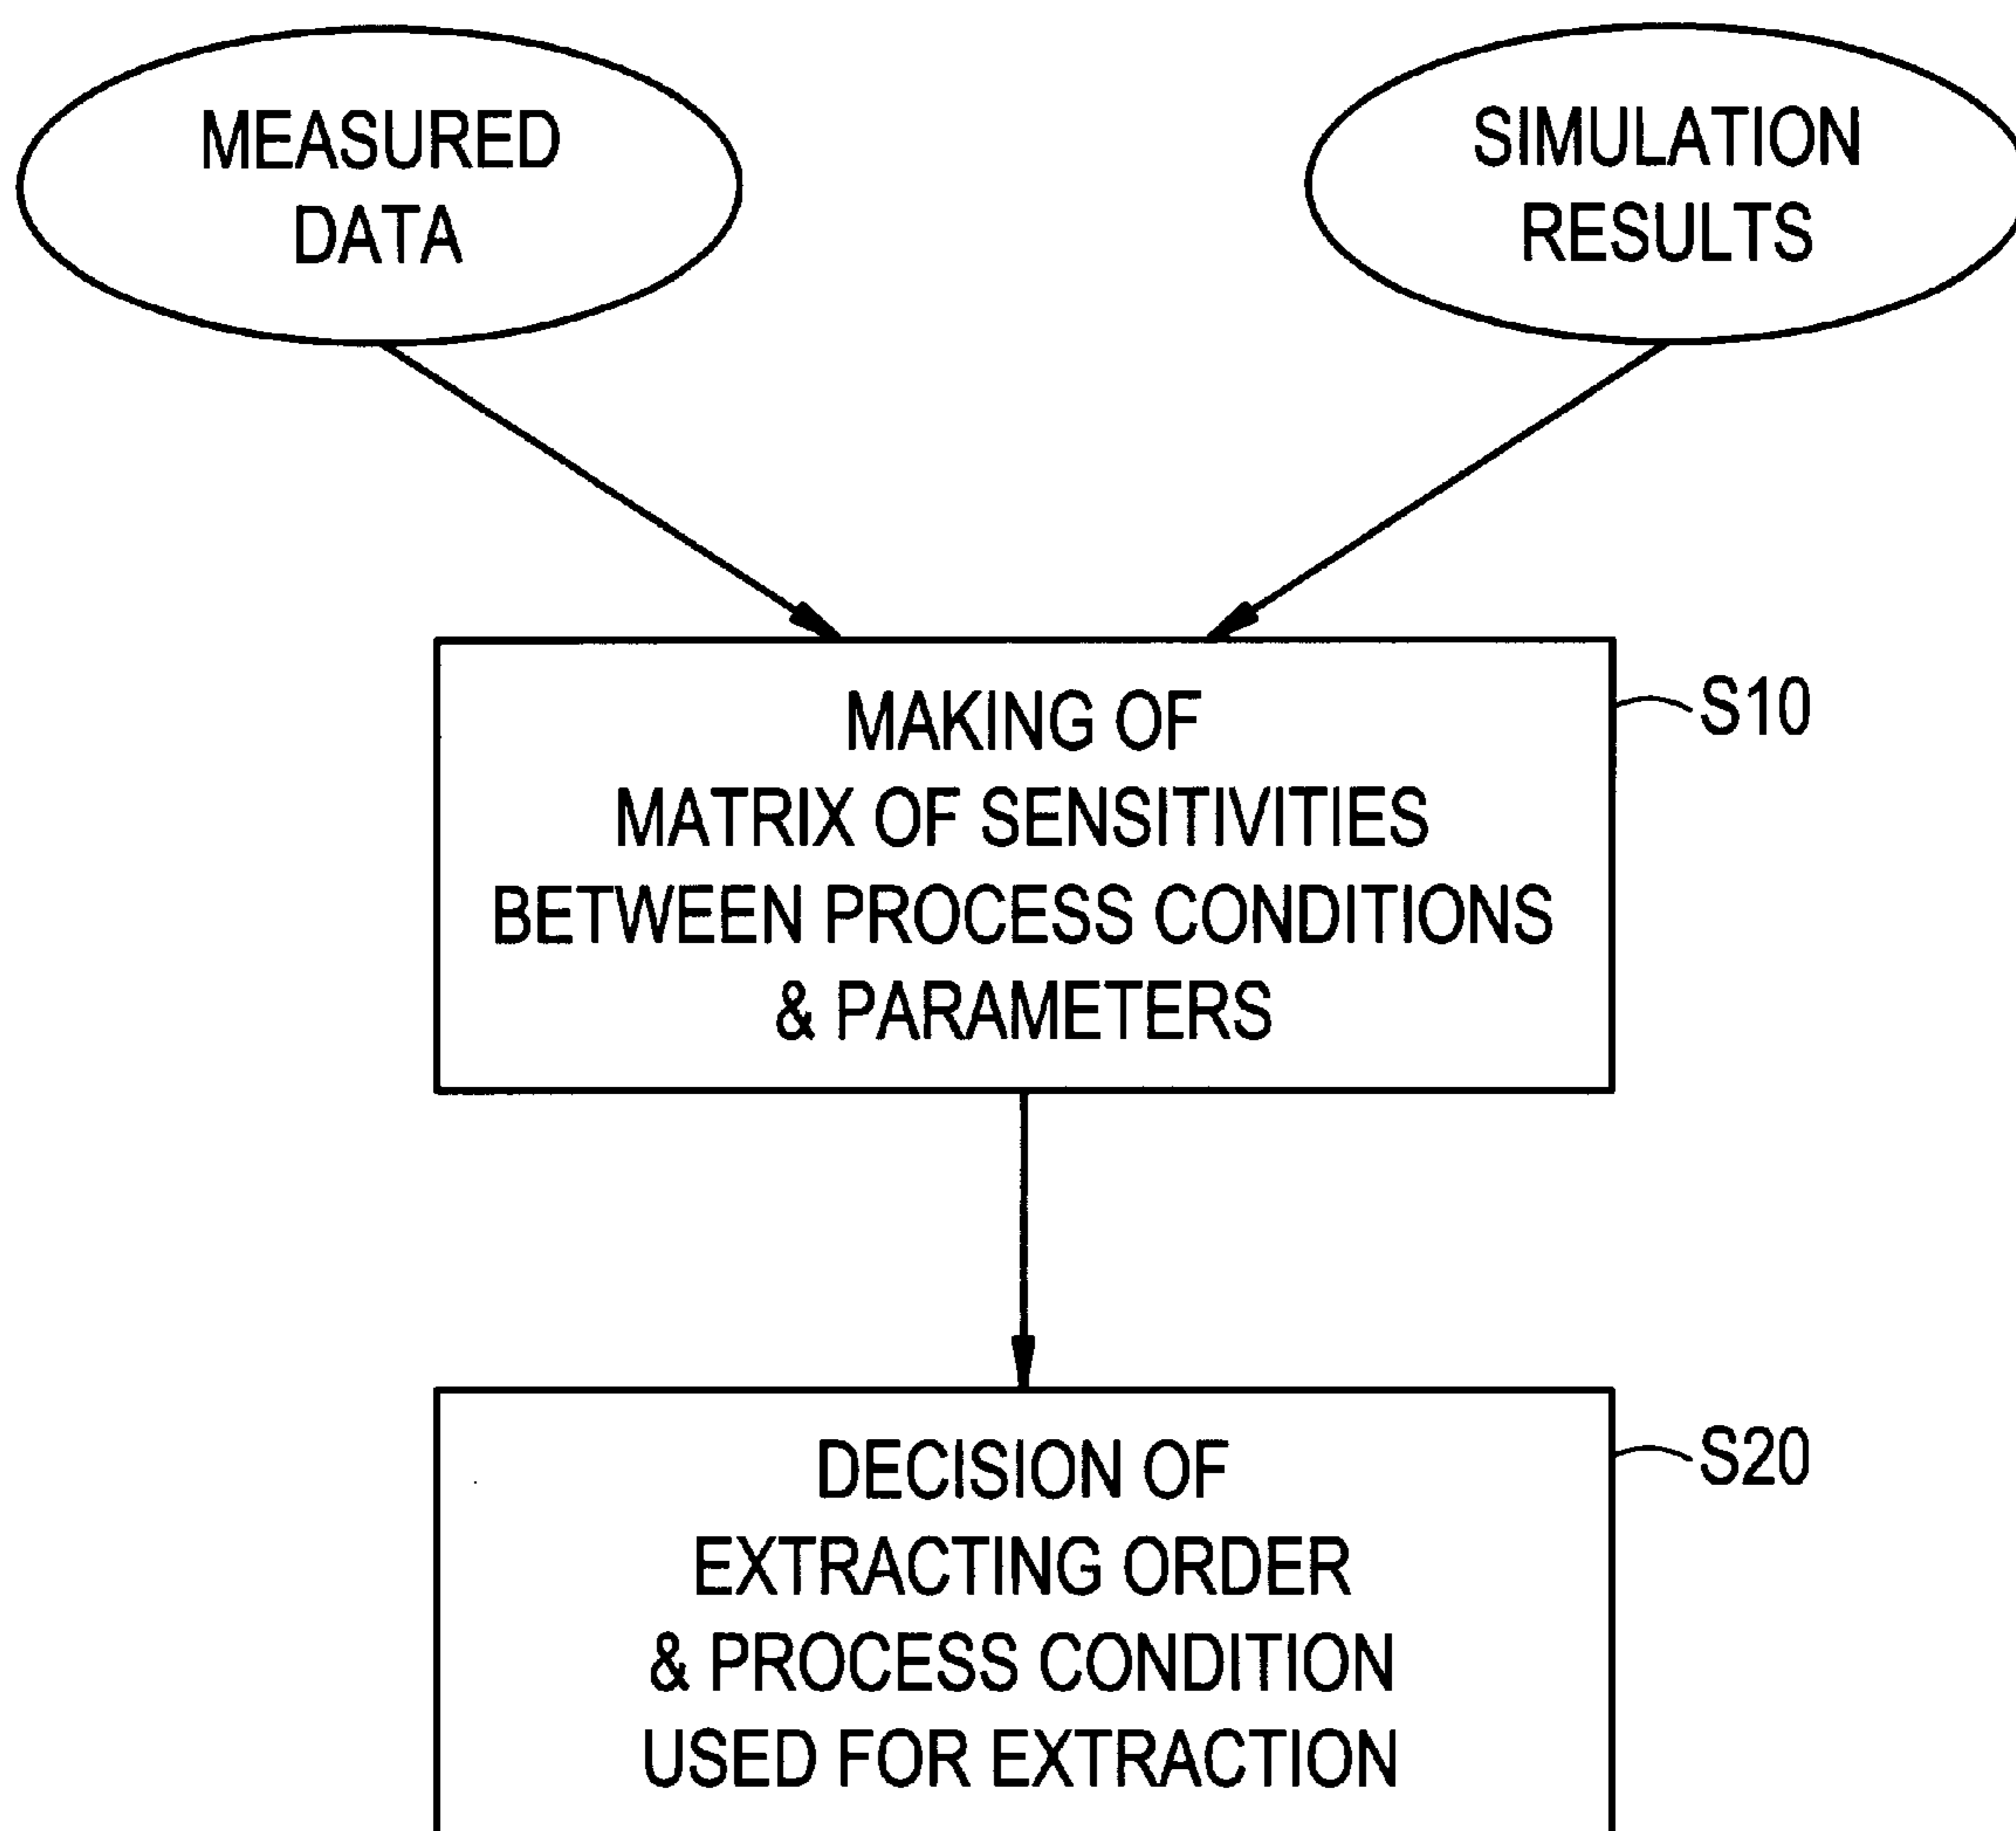 MEASURED
DATA
SIMULATION
RESULTS
MAKING OF
MATRIX OF SENSITIVITIES
BETWEEN PROCESS CONDITIONS
& PARAMETERS
S10
DECISION OF
EXTRACTING ORDER
& PROCESS CONDITION
USED FOR EXTRACTION
S20